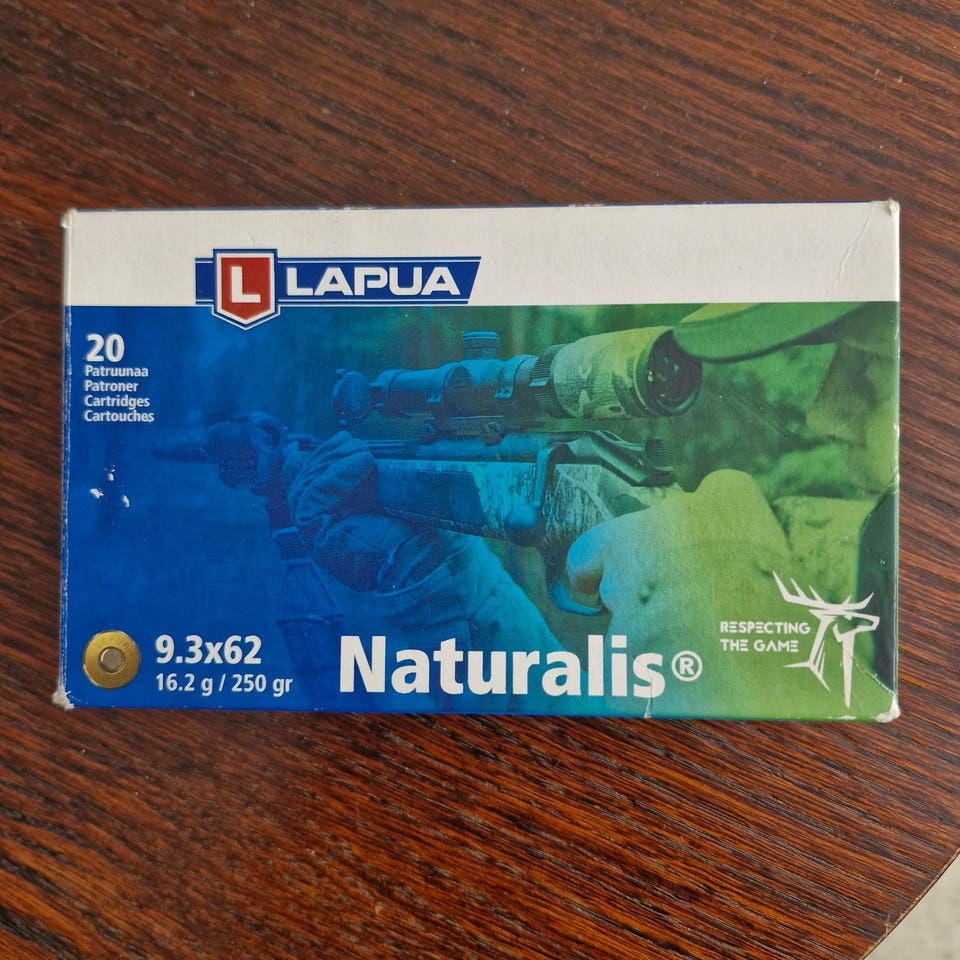 L LAPUA
20
Patruunaa
Patroner
Cartridges
Cartouches
9.3x62
16.2 g / 250 gr
Naturalis®
RESPECTING
THE GAME